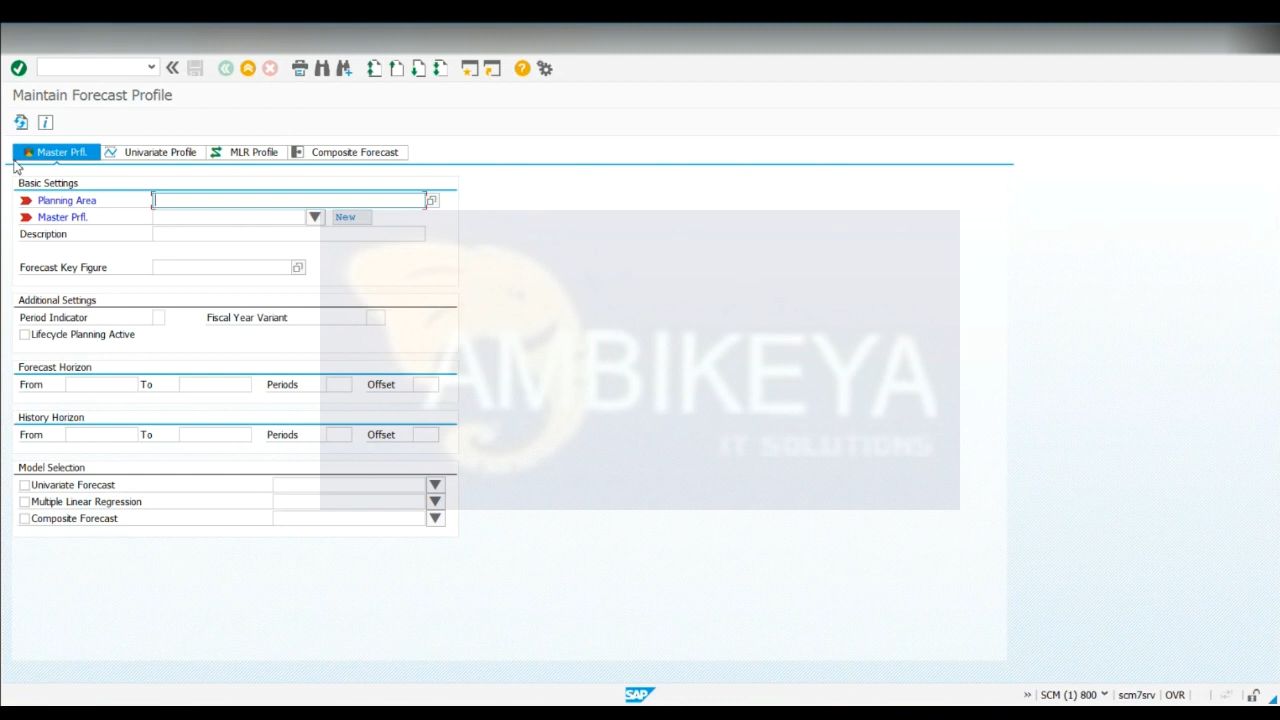 Maintain Forecast Profile
Master Prfl. Univariate Profile MLR Profile Composite Forecast
Basic Settings
Planning Area
Master Prfl. New
Description
Forecast Key Figure
Additional Settings
Period Indicator Fiscal Year Variant
Lifecycle Planning Active
Forecast Horizon
From To Periods Offset
History Horizon
From To Periods Offset
Model Selection
Univariate Forecast
Multiple Linear Regression
Composite Forecast
AMBIKEYA
IT SOLUTIONS
SAP
SCM (1) 800 scm7srv OVR